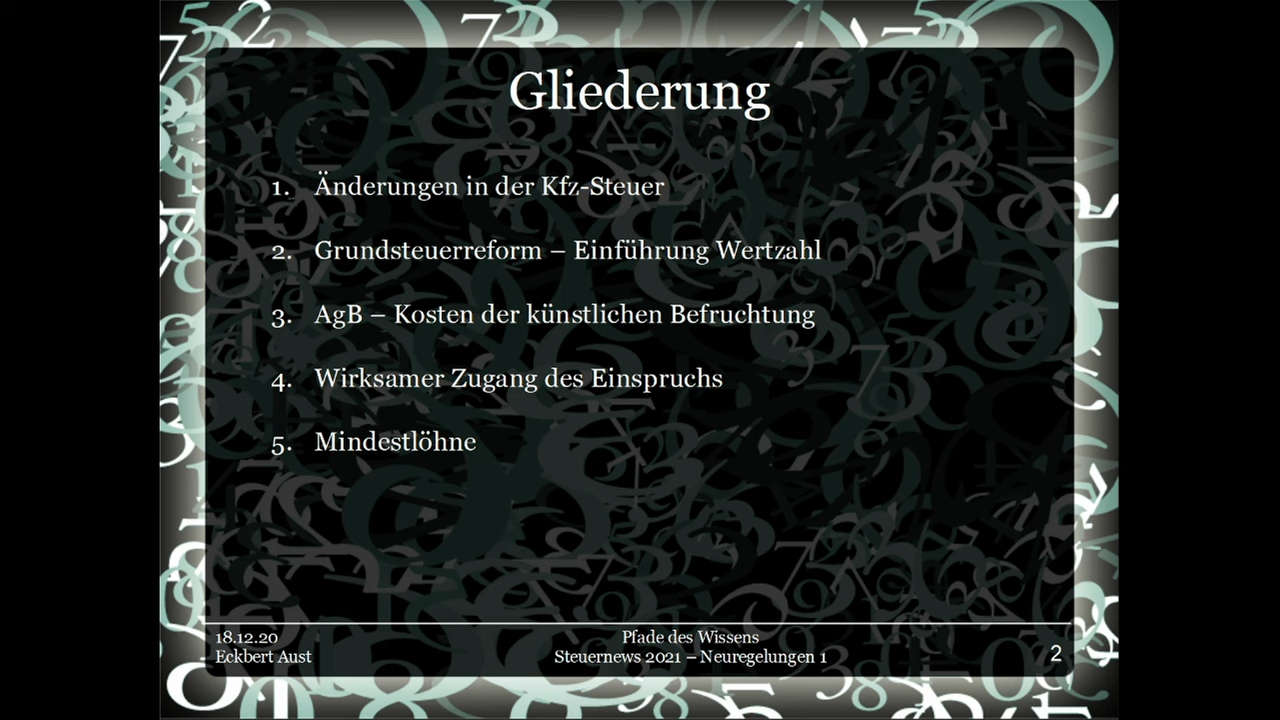 Gliederung
1. Änderungen in der Kfz-Steuer
2. Grundsteuerreform – Einführung Wertzahl
3. AgB – Kosten der künstlichen Befruchtung
4. Wirksamer Zugang des Einspruchs
5. Mindestlöhne
18.12.20
Eckbert Aust
Pfade des Wissens
Steuernews 2021 – Neuregelungen 1
2